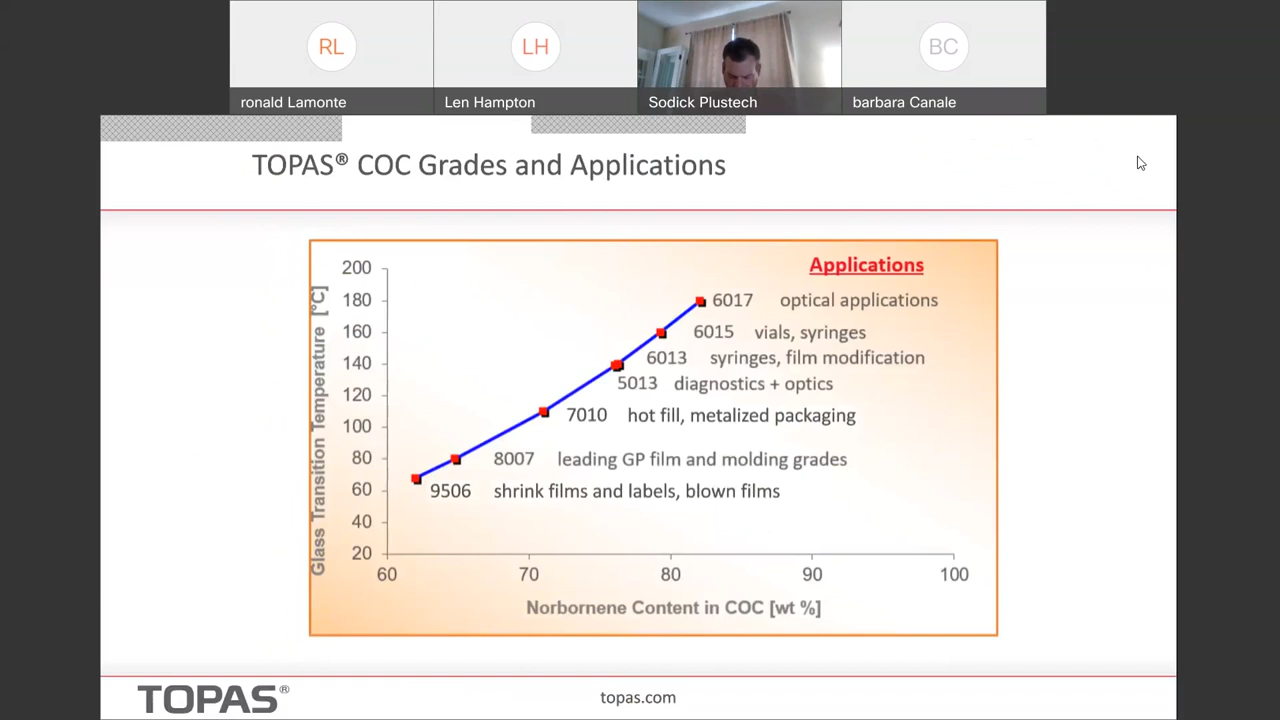 RL
LH
BC
ronald Lamonte
Len Hampton
Sodick Plustech
barbara Canale
TOPAS® COC Grades and Applications
Applications
Glass Transition Temperature [°C]
200
180
160
140
120
100
80
60
40
20
6017 optical applications
6015 vials, syringes
6013 syringes, film modification
5013 diagnostics + optics
7010 hot fill, metalized packaging
8007 leading GP film and molding grades
9506 shrink films and labels, blown films
60 70 80 90 100
Norbornene Content in COC [wt %]
TOPAS®
topas.com